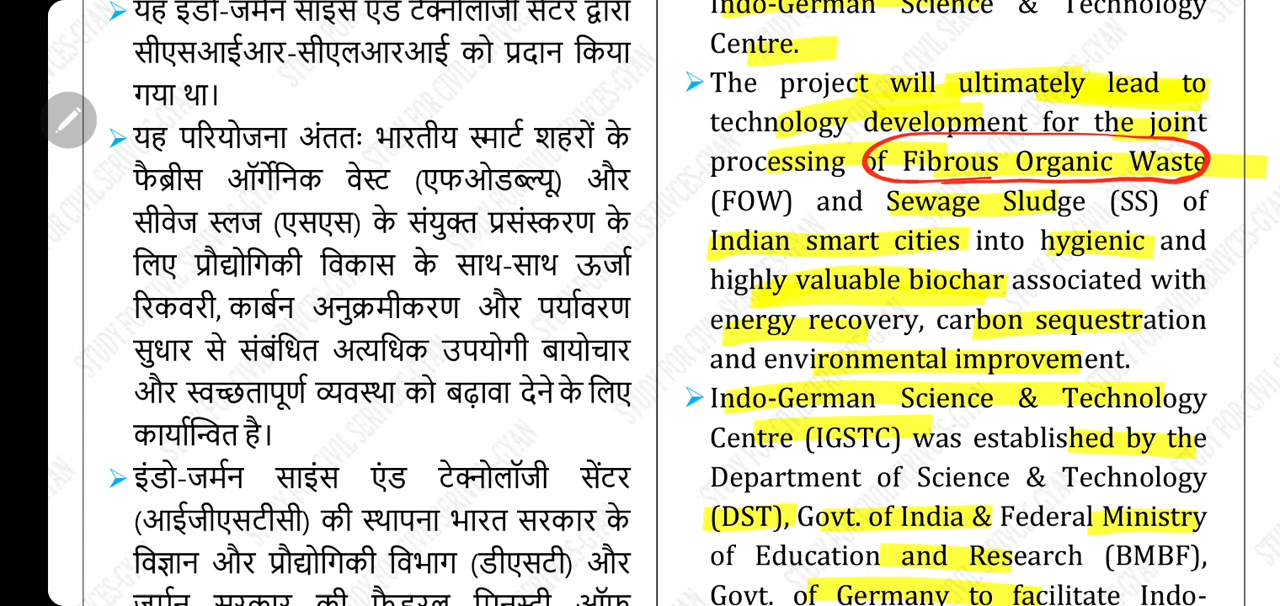 यह इंडो-जर्मन साइंस एंड टेक्नोलॉजी सेंटर द्वारा
सीएसआईआर-सीएलआरआई को प्रदान किया
गया था।
यह परियोजना अंततः भारतीय स्मार्ट शहरों के
फैब्रीस ऑर्गेनिक वेस्ट (एफओडब्ल्यू) और
सीवेज स्लज (एसएस) के संयुक्त प्रसंस्करण के
लिए प्रौद्योगिकी विकास के साथ-साथ ऊर्जा
रिकवरी, कार्बन अनुक्रमीकरण और पर्यावरण
सुधार से संबंधित अत्यधिक उपयोगी बायोचार
और स्वच्छतापूर्ण व्यवस्था को बढ़ावा देने के लिए
कार्यान्वित है।
इंडो-जर्मन साइंस एंड टेक्नोलॉजी सेंटर
(आईजीएसटीसी) की स्थापना भारत सरकार के
विज्ञान और प्रौद्योगिकी विभाग (डीएसटी) और
जर्मन सरकार की फैडरल मिनस्ट्री ऑफ
Indo-German Science & Technology
Centre.
The project will ultimately lead to
technology development for the joint
processing of Fibrous Organic Waste
(FOW) and Sewage Sludge (SS) of
Indian smart cities into hygienic and
highly valuable biochar associated with
energy recovery, carbon sequestration
and environmental improvement.
Indo-German Science & Technology
Centre (IGSTC) was established by the
Department of Science & Technology
(DST), Govt. of India & Federal Ministry
of Education and Research (BMBF),
Govt. of Germany to facilitate Indo-